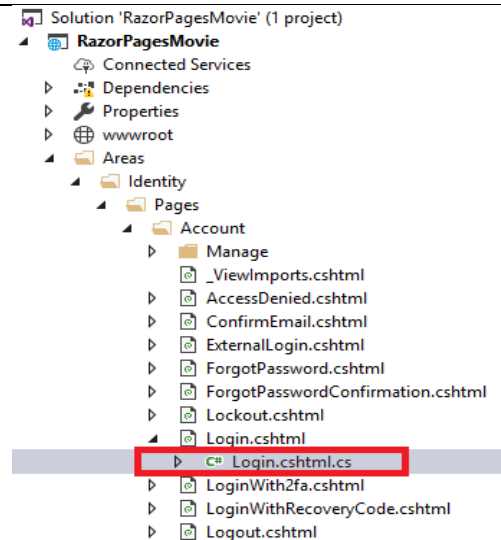 Solution 'RazorPagesMovie' (1 project)
RazorPagesMovie
Connected Services
Dependencies
Properties
wwwroot
Areas
Identity
Pages
Account
Manage
_ViewImports.cshtml
AccessDenied.cshtml
ConfirmEmail.cshtml
ExternalLogin.cshtml
ForgotPassword.cshtml
ForgotPasswordConfirmation.cshtml
Lockout.cshtml
Login.cshtml
C# Login.cshtml.cs
LoginWith2fa.cshtml
LoginWithRecoveryCode.cshtml
Logout.cshtml